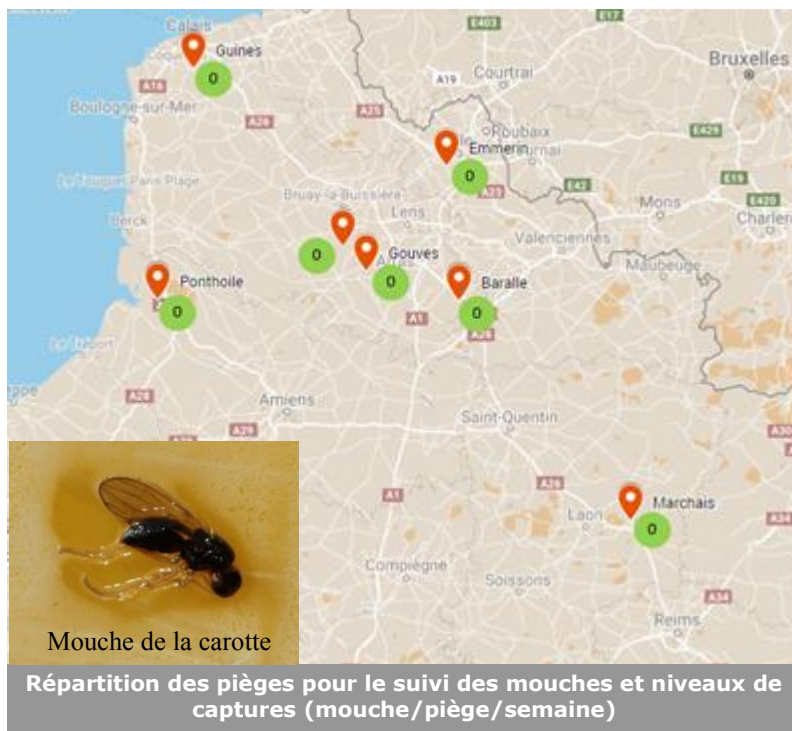 Calais
Guines
0
A16
A26
Boulogne-sur-Mer
Le Touquet Paris Plage
Berck
E403
E17
Bruxelles
A19
Courtrai
A25
Roubaix
Emmerin
Tournai
0
A23
E42
E429
E19
E420
Mons
Charlero
Bruay-la-Buissière
Lens
Valenciennes
Maubeuge
0
Gouves
0
Baralle
0
A1
A26
Ponthoile
0
Le Tréport
A28
Amiens
A29
Saint-Quentin
A26
A1
Laon
Marchais
0
A34
Compiègne
Soissons
A34
Reims
Mouche de la carotte
Répartition des pièges pour le suivi des mouches et niveaux de
captures (mouche/piège/semaine)